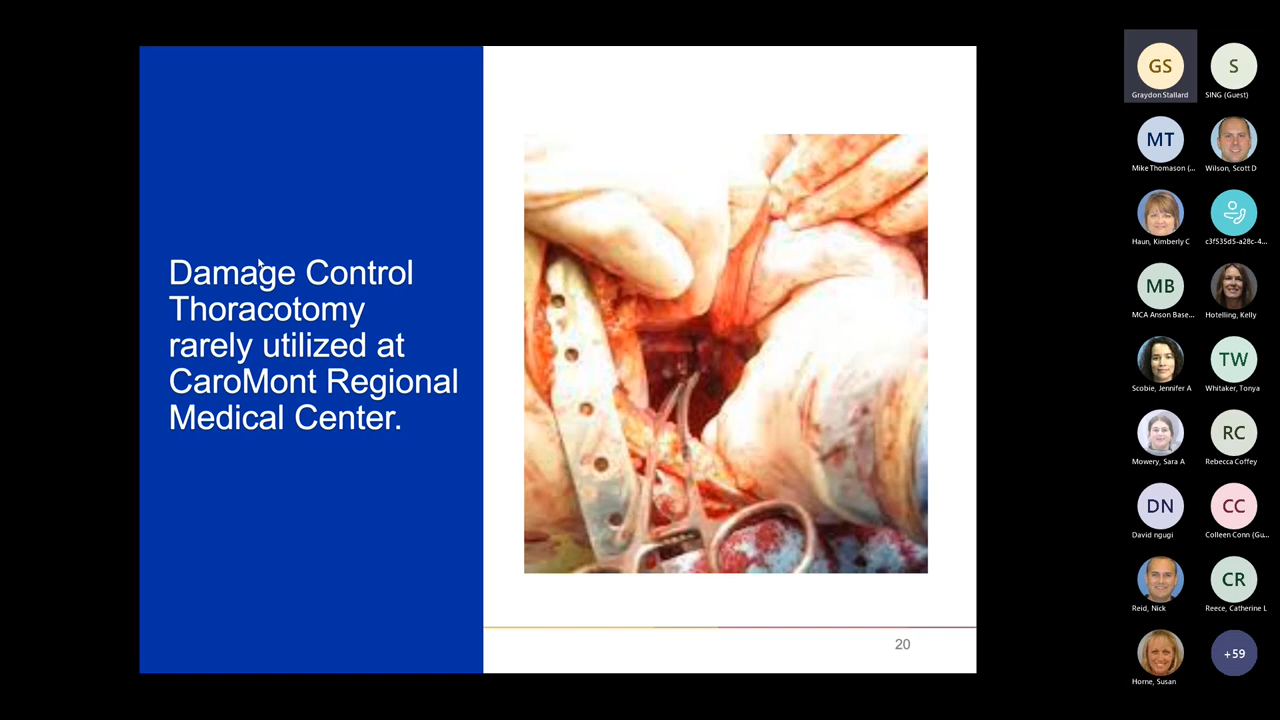 Damage Control
Thoracotomy
rarely utilized at
CaroMont Regional
Medical Center.
20
GS
Graydon Stallard
S
SING (Guest)
MT
Mike Thomason (...
Wilson, Scott D
Haun, Kimberly C
c3f535d5-a28c-4...
MB
MCA Anson Base...
Hotelling, Kelly
Scobie, Jennifer A
TW
Whitaker, Tonya
Mowery, Sara A
RC
Rebecca Coffey
DN
David ngugi
CC
Colleen Conn (Gu...
Reid, Nick
CR
Reece, Catherine L
Horne, Susan
+59